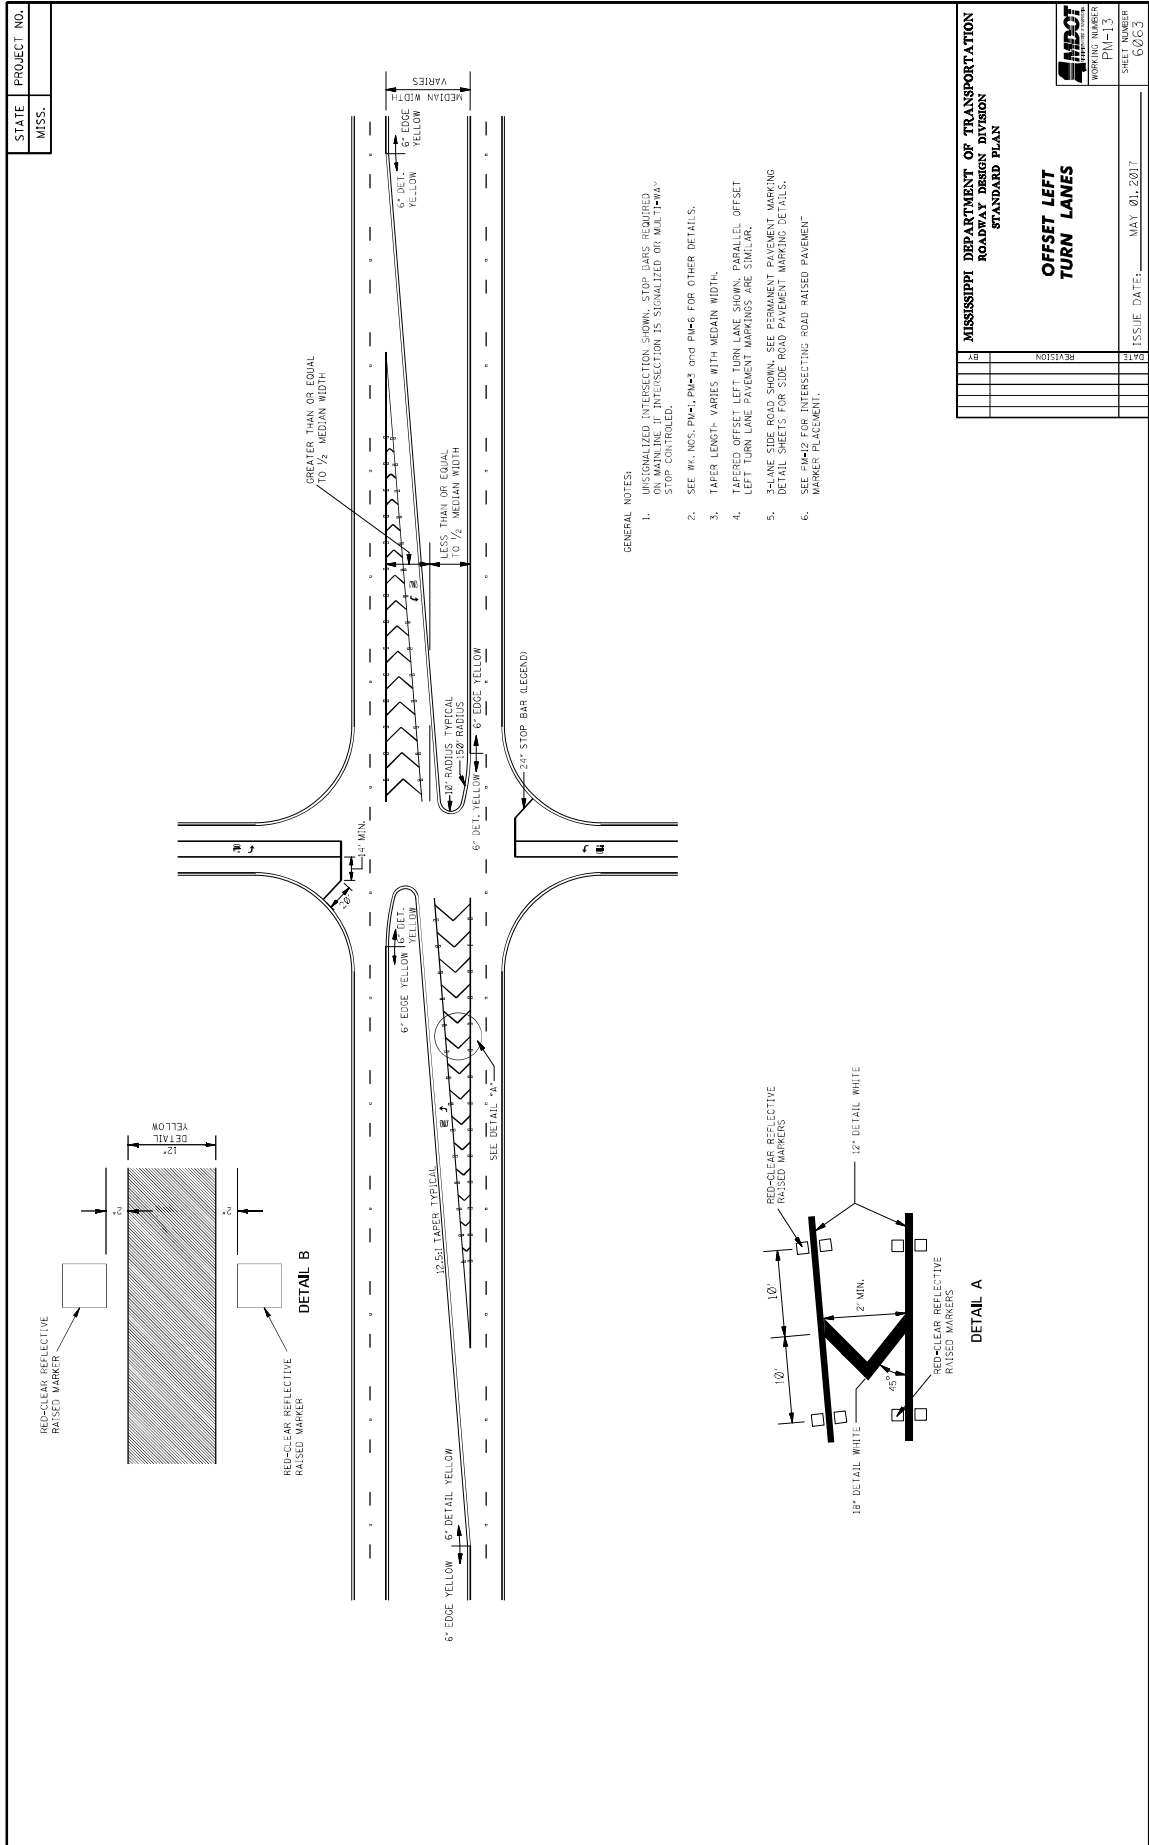 STATE
PROJECT NO.
MISS.
RED-CLEAR REFLECTIVE
RAISED MARKER
2"
12"
DETAIL
YELLOW
2"
RED-CLEAR REFLECTIVE
RAISED MARKER
DETAIL B
MEDIAN WIDTH
VARIES
6" EDGE
YELLOW
6" DET.
YELLOW
GREATER THAN OR EQUAL
TO 1/2 MEDIAN WIDTH
LESS THAN OR EQUAL
TO 1/2 MEDIAN WIDTH
ONLY
10' RADIUS TYPICAL
150' RADIUS
6" DET. YELLOW
6" EDGE YELLOW
24" STOP BAR (LEGEND)
14' MIN.
20'
ONLY
ONLY
6" DET.
YELLOW
6" EDGE YELLOW
SEE DETAIL "A"
ONLY
12.5:1 TAPER TYPICAL
6" DETAIL YELLOW
6" EDGE YELLOW
GENERAL NOTES:
1. UNSIGNALIZED INTERSECTION SHOWN. STOP BARS REQUIRED
ON MAINLINE IF INTERSECTION IS SIGNALIZED OR MULTI-WAY
STOP CONTROLED.
2. SEE WK. NOS. PM-1, PM-3 and PM-6 FOR OTHER DETAILS.
3. TAPER LENGTH VARIES WITH MEDAIN WIDTH.
4. TAPERED OFFSET LEFT TURN LANE SHOWN. PARALLEL OFFSET
LEFT TURN LANE PAVEMENT MARKINGS ARE SIMILAR.
5. 3-LANE SIDE ROAD SHOWN. SEE PERMANENT PAVEMENT MARKING
DETAIL SHEETS FOR SIDE ROAD PAVEMENT MARKING DETAILS.
6. SEE PM-12 FOR INTERSECTING ROAD RAISED PAVEMENT
MARKER PLACEMENT.
RED-CLEAR REFLECTIVE
RAISED MARKERS
12" DETAIL WHITE
10'
10'
2' MIN.
45°
18" DETAIL WHITE
RED-CLEAR REFLECTIVE
RAISED MARKERS
DETAIL A
MISSISSIPPI DEPARTMENT OF TRANSPORTATION
ROADWAY DESIGN DIVISION
STANDARD PLAN
OFFSET LEFT
TURN LANES
MDOT
WORKING NUMBER
PM-13
SHEET NUMBER
6063
ISSUE DATE: MAY 01, 2017
BY
REVISION
DATE